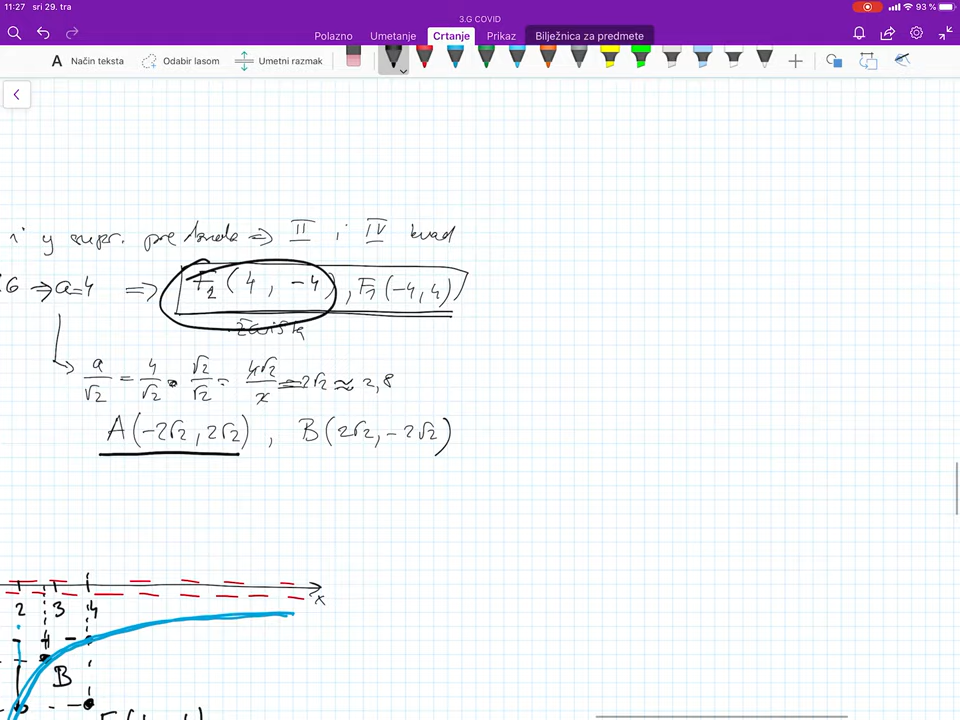 11:27 sri 29. tra 93 %
3.G COVID
Polazno Umetanje Crtanje Prikaz Bilježnica za predmete
A Način teksta Odabir lasom Umetni razmak
i y supr. predznaka ⇒ II i IV kvad
16 → a=4 ⇒ F₂(4, -4), F₁(-4,4)
žarišta
a/√2 = 4/√2 · √2/√2 = 4√2/2 = 2√2 ≈ 2,8
A(-2√2, 2√2), B(2√2, -2√2)
x
2 3 4
B